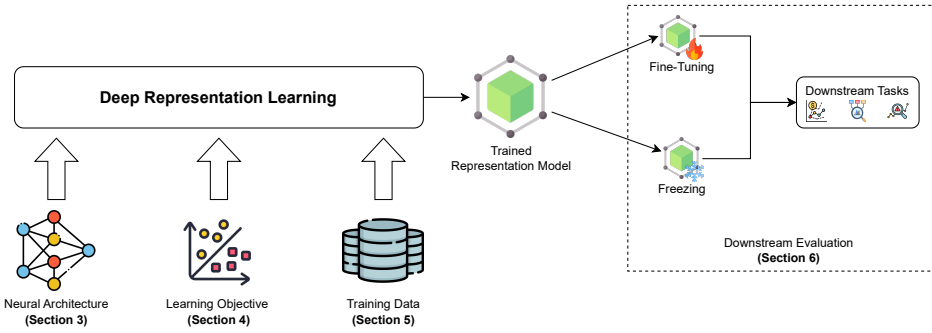 Deep Representation Learning
Trained
Representation Model
Fine-Tuning
Freezing
Downstream Tasks
Downstream Evaluation
(Section 6)
Neural Architecture
(Section 3)
Learning Objective
(Section 4)
Training Data
(Section 5)